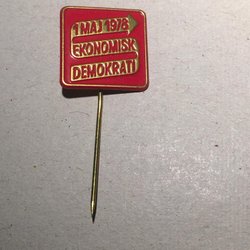 1 MAJ 1978
EKONOMISK
DEMOKRATI